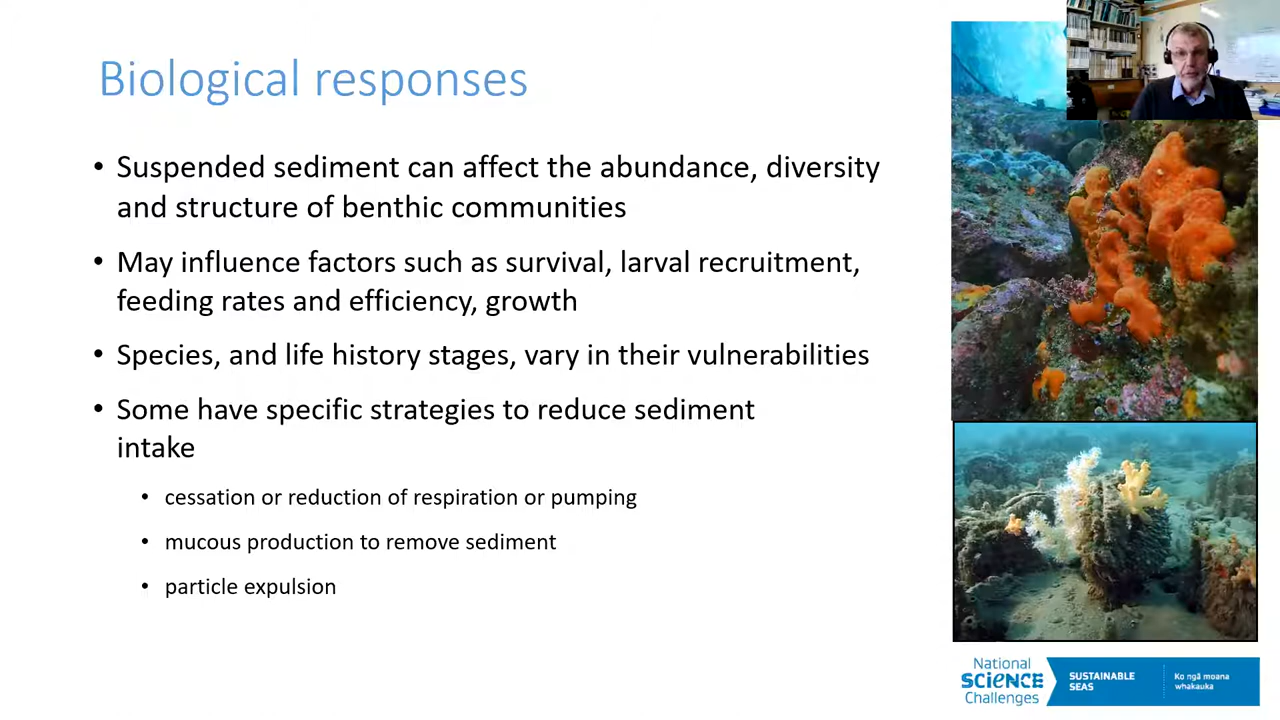 Biological responses
• Suspended sediment can affect the abundance, diversity
and structure of benthic communities
• May influence factors such as survival, larval recruitment,
feeding rates and efficiency, growth
• Species, and life history stages, vary in their vulnerabilities
• Some have specific strategies to reduce sediment
intake
• cessation or reduction of respiration or pumping
• mucous production to remove sediment
• particle expulsion
National
SCIENCE
Challenges
SUSTAINABLE
SEAS
Ko ngā moana
whakauka